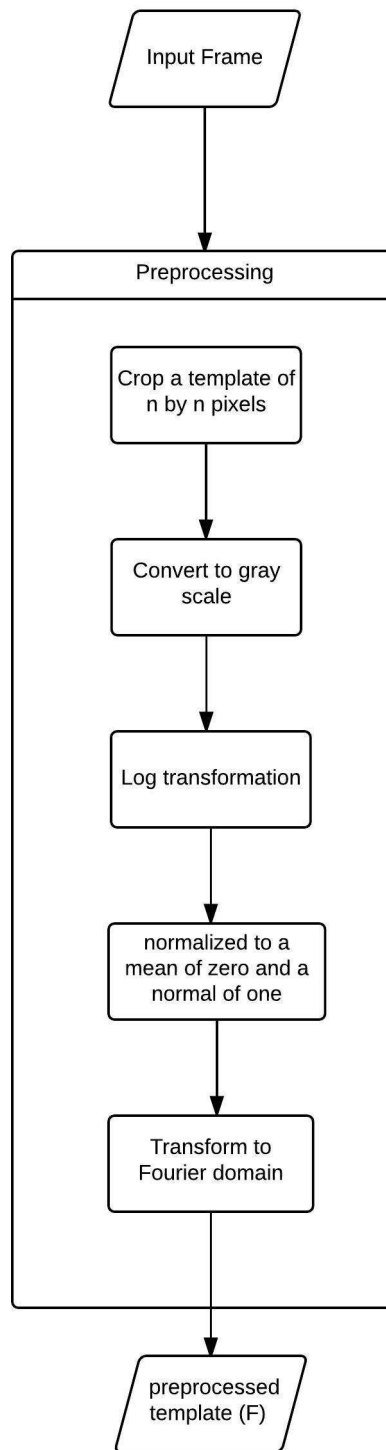 Input Frame
Preprocessing
Crop a template of
n by n pixels
Convert to gray
scale
Log transformation
normalized to a
mean of zero and a
normal of one
Transform to
Fourier domain
preprocessed
template (F)